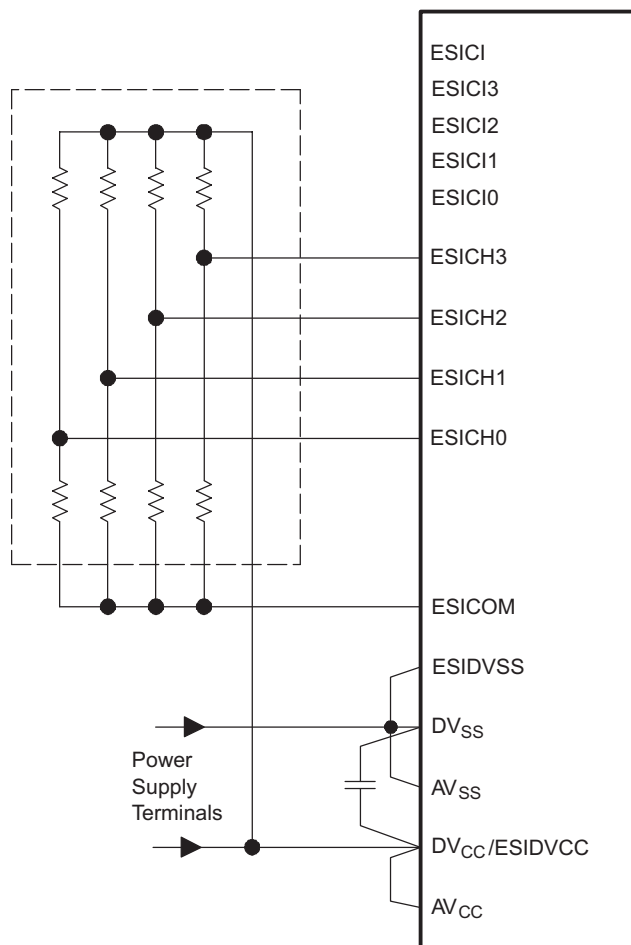 ESICI
ESICI3
ESICI2
ESICI1
ESICI0
ESICH3
ESICH2
ESICH1
ESICH0
ESICOM
ESIDVSS
DVSS
Power
Supply
Terminals
AVSS
DVCC/ESIDVCC
AVCC